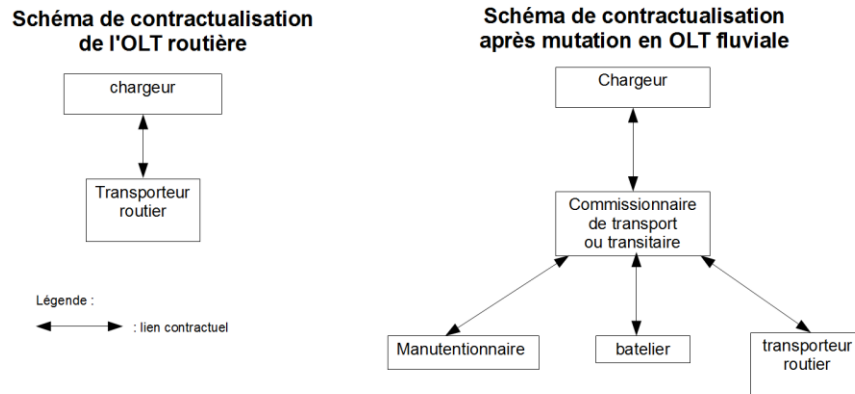 Schéma de contractualisation
de l'OLT routière
chargeur
Transporteur
routier
Légende :
: lien contractuel
Schéma de contractualisation
après mutation en OLT fluviale
Chargeur
Commissionnaire
de transport
ou transitaire
Manutentionnaire
batelier
transporteur
routier